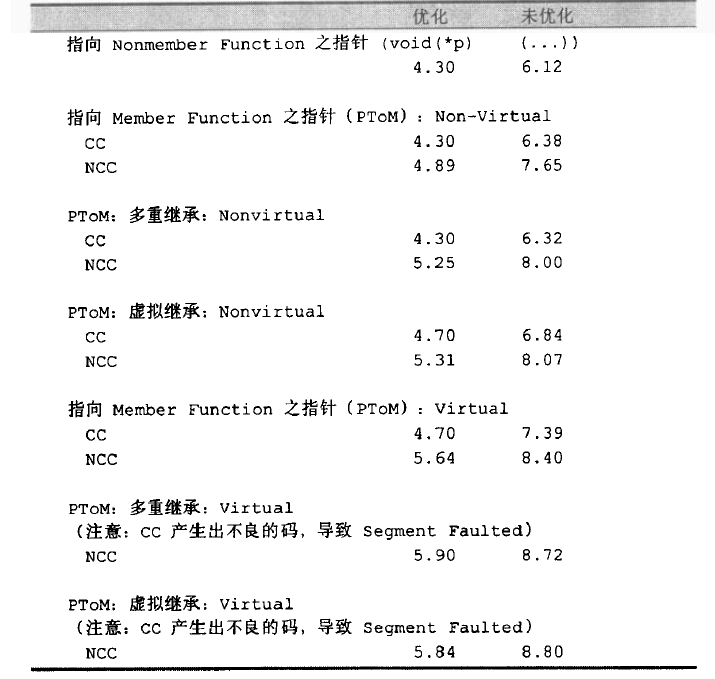 优化 未优化
指向 Nonmember Function 之指针 (void(*p) (...))
4.30 6.12
指向 Member Function 之指针 (PToM) : Non-Virtual
CC 4.30 6.38
NCC 4.89 7.65
PToM: 多重继承: Nonvirtual
CC 4.30 6.32
NCC 5.25 8.00
PToM: 虚拟继承: Nonvirtual
CC 4.70 6.84
NCC 5.31 8.07
指向 Member Function 之指针 (PToM) : Virtual
CC 4.70 7.39
NCC 5.64 8.40
PToM: 多重继承: Virtual
(注意: CC 产生出不良的码, 导致 Segment Faulted)
NCC 5.90 8.72
PToM: 虚拟继承: Virtual
(注意: CC 产生出不良的码, 导致 Segment Faulted)
NCC 5.84 8.80